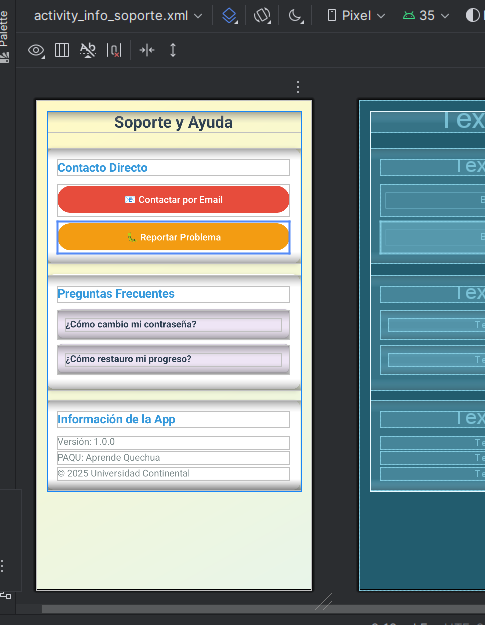 activity_info_soporte.xml
Pixel
35
Palette
Soporte y Ayuda
Contacto Directo
📧 Contactar por Email
🐛 Reportar Problema
Preguntas Frecuentes
¿Cómo cambio mi contraseña?
¿Cómo restauro mi progreso?
Información de la App
Versión: 1.0.0
PAQU: Aprende Quechua
© 2025 Universidad Continental